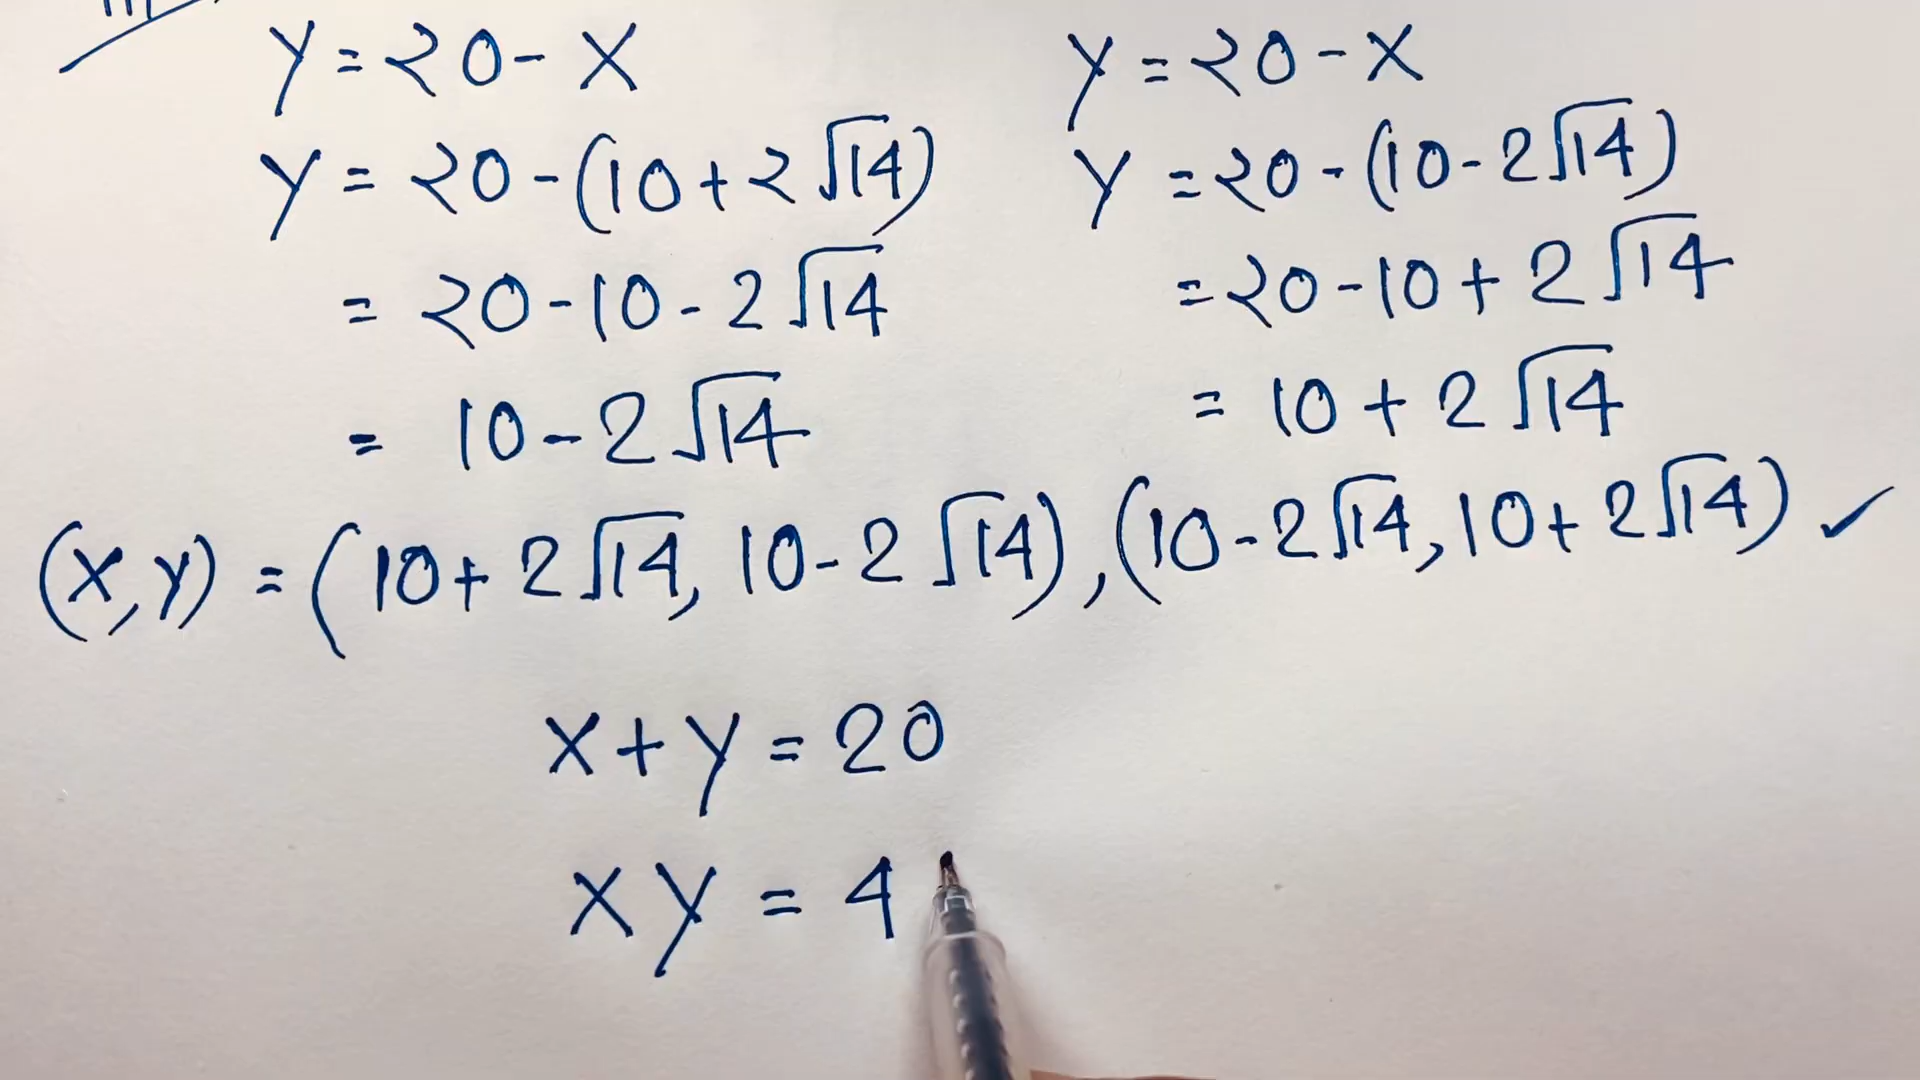 y = 20 - x
y = 20 - (10 + 2√14)
= 20 - 10 - 2√14
= 10 - 2√14
y = 20 - x
y = 20 - (10 - 2√14)
= 20 - 10 + 2√14
= 10 + 2√14
(x, y) = (10 + 2√14, 10 - 2√14), (10 - 2√14, 10 + 2√14) ✓
x + y = 20
xy = 4